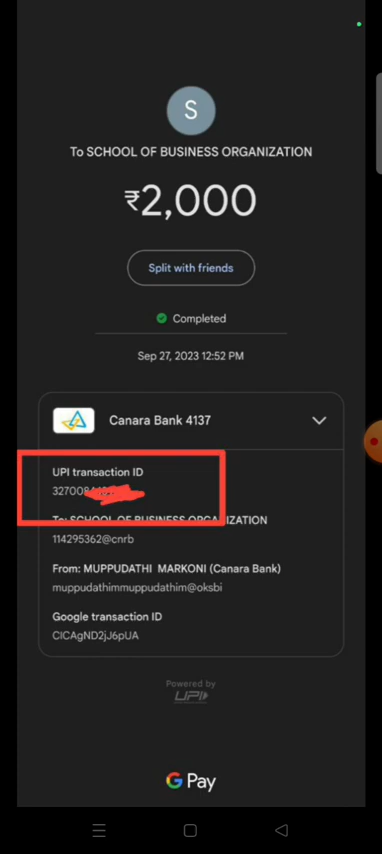 S
To SCHOOL OF BUSINESS ORGANIZATION
₹2,000
Split with friends
Completed
Sep 27, 2023 12:52 PM
Canara Bank 4137
UPI transaction ID
To: SCHOOL OF BUSINESS ORGANIZATION
114295362@cnrb
From: MUPPUDATHI MARKONI (Canara Bank)
muppudathimmuppudathim@oksbi
Google transaction ID
CICAgND2jJ6pUA
Powered by
UPI
G Pay